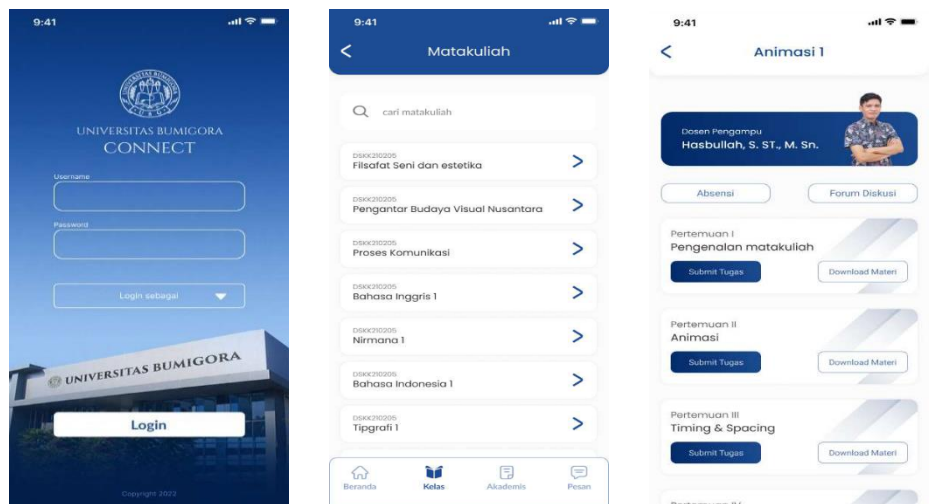 9:41
UNIVERSITAS BUMIGORA
CONNECT
Username
Password
Login sebagai
UNIVERSITAS BUMIGORA
Login
Copyright 2022
9:41
Matakuliah
cari matakuliah
DSKK210205
Filsafat Seni dan estetika
DSKK210205
Pengantar Budaya Visual Nusantara
DSKK210205
Proses Komunikasi
DSKK210205
Bahasa Inggris 1
DSKK210205
Nirmana 1
DSKK210205
Bahasa Indonesia 1
DSKK210205
Tipgrafi 1
Beranda
Kelas
Akademis
Pesan
9:41
Animasi 1
Dosen Pengampu
Hasbullah, S. ST., M. Sn.
Absensi
Forum Diskusi
Pertemuan I
Pengenalan matakuliah
Submit Tugas
Download Materi
Pertemuan II
Animasi
Submit Tugas
Download Materi
Pertemuan III
Timing & Spacing
Submit Tugas
Download Materi
Pertemuan IV